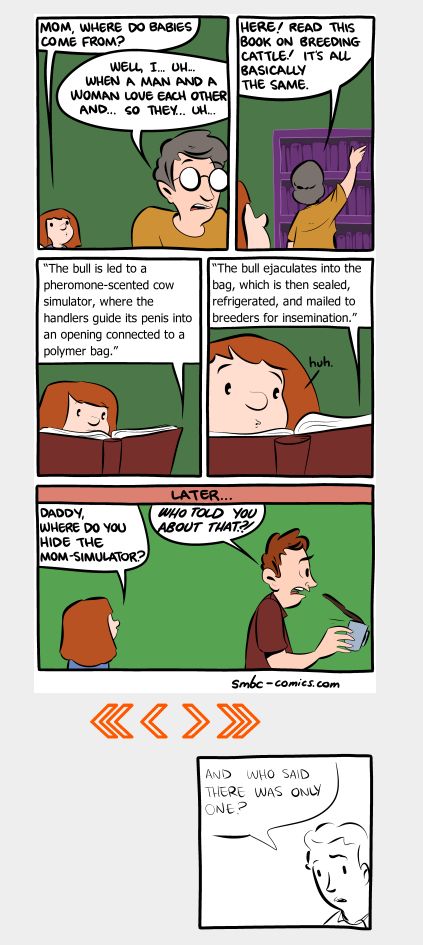 MOM, WHERE DO BABIES
COME FROM?
WELL, I... UH...
WHEN A MAN AND A
WOMAN LOVE EACH OTHER
AND... SO THEY... UH...
HERE! READ THIS
BOOK ON BREEDING
CATTLE! IT'S ALL
BASICALLY
THE SAME.
"The bull is led to a
pheromone-scented cow
simulator, where the
handlers guide its penis into
an opening connected to a
polymer bag."
"The bull ejaculates into the
bag, which is then sealed,
refrigerated, and mailed to
breeders for insemination."
huh.
LATER...
DADDY,
WHERE DO YOU
HIDE THE
MOM-SIMULATOR?
WHO TOLD YOU
ABOUT THAT?!
smbc-comics.com
AND WHO SAID
THERE WAS ONLY
ONE?